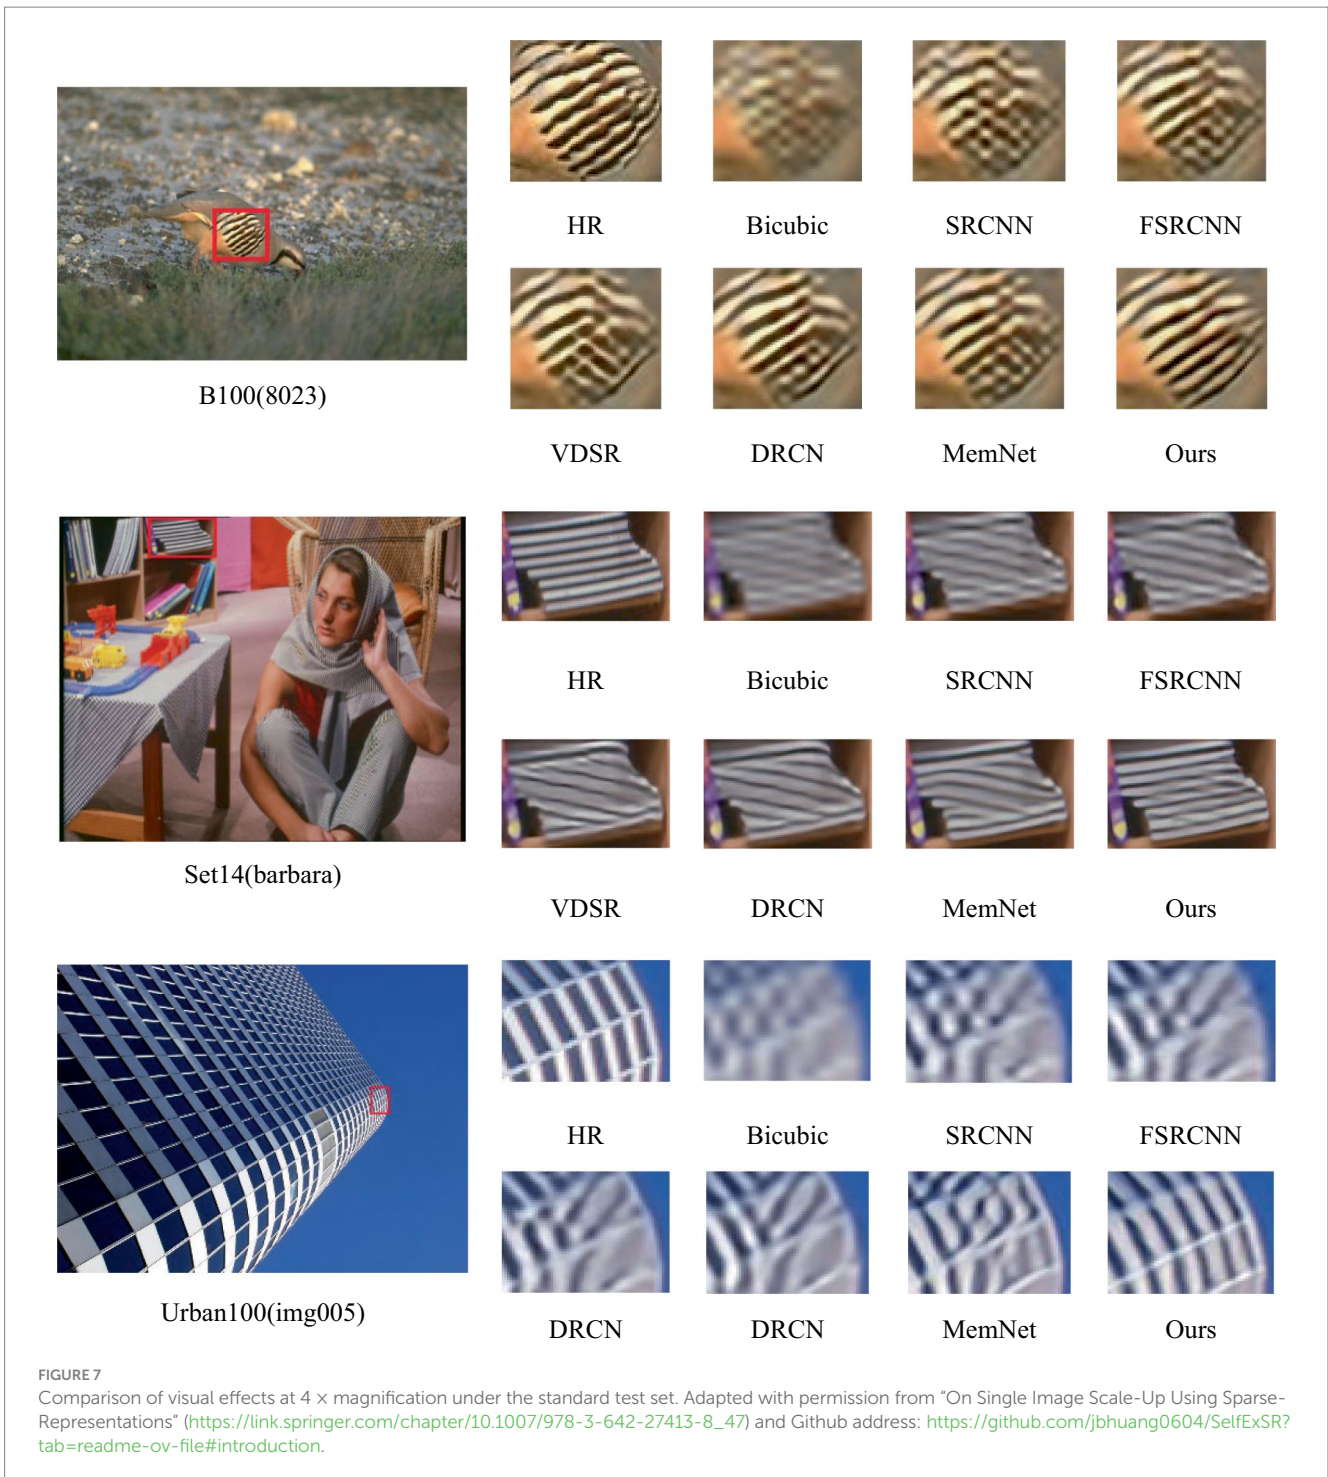 HR Bicubic SRCNN FSRCNN
B100(8023)
VDSR DRCN MemNet Ours
HR Bicubic SRCNN FSRCNN
Set14(barbara)
VDSR DRCN MemNet Ours
HR Bicubic SRCNN FSRCNN
Urban100(img005)
DRCN DRCN MemNet Ours
FIGURE 7
Comparison of visual effects at 4 × magnification under the standard test set. Adapted with permission from “On Single Image Scale-Up Using Sparse-
Representations” (https://link.springer.com/chapter/10.1007/978-3-642-27413-8_47) and Github address: https://github.com/jbhuang0604/SelfExSR?
tab=readme-ov-file#introduction.